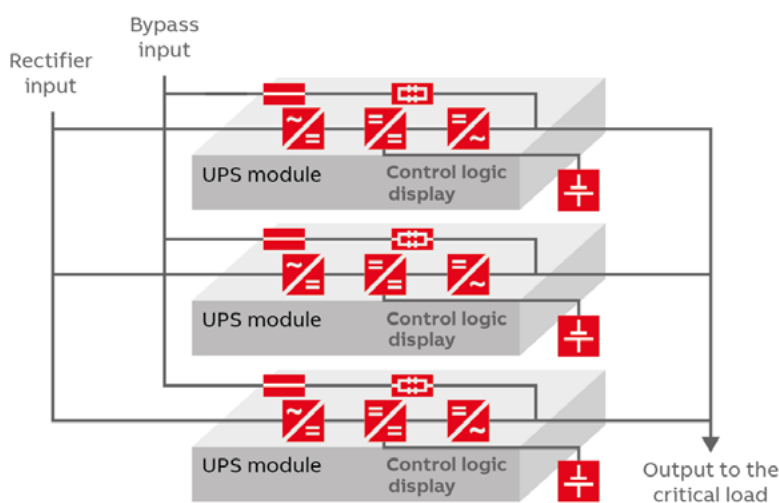 Bypass
input
Rectifier
input
UPS module
Control logic
display
UPS module
Control logic
display
UPS module
Control logic
display
Output to the
critical load